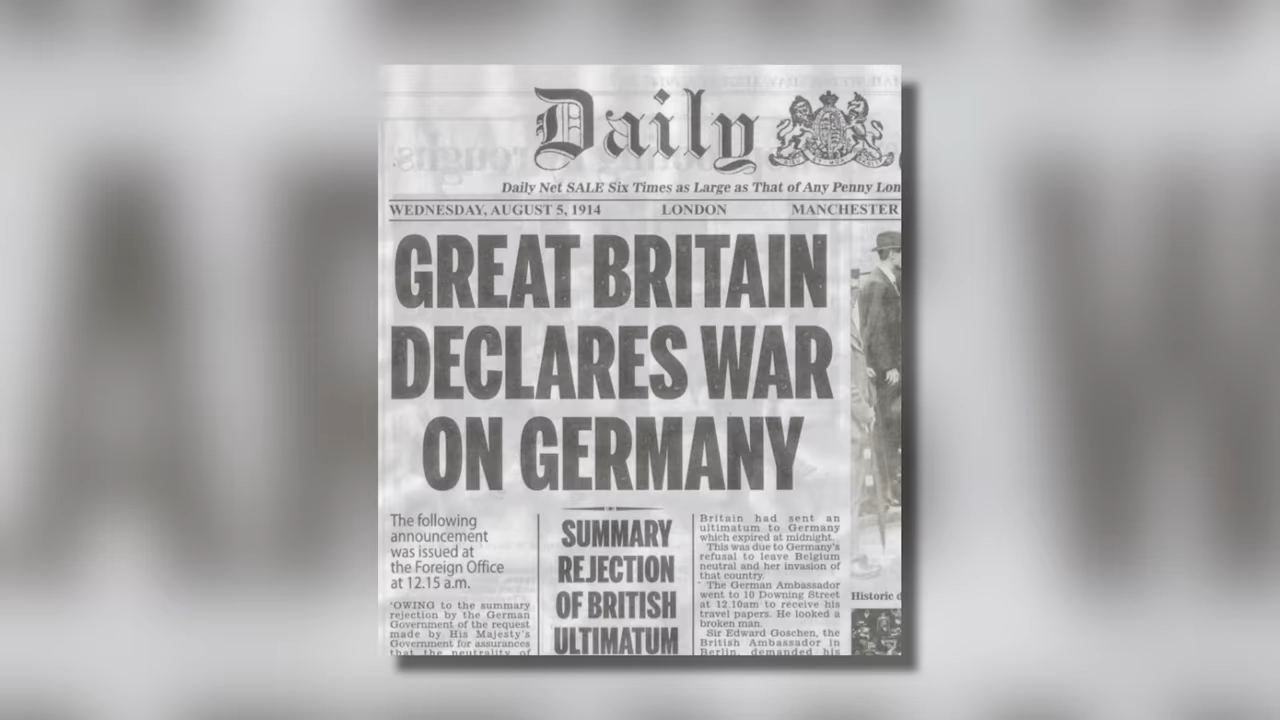 Daily
Daily Net SALE Six Times as Large as That of Any Penny Lon
WEDNESDAY, AUGUST 5, 1914 LONDON MANCHESTER
GREAT BRITAIN
DECLARES WAR
ON GERMANY
The following
announcement
was issued at
the Foreign Office
at 12.15 a.m.
'OWING to the summary
rejection by the German
Government of the request
made by His Majesty's
Government for assurances
that the neutrality of
SUMMARY
REJECTION
OF BRITISH
ULTIMATUM
Britain had sent an
ultimatum to Germany
which expired at midnight.
This was due to Germany's
refusal to leave Belgium
neutral and her invasion of
that country.
The German Ambassador
went to 10 Downing Street
at 12.10am to receive his
travel papers. He looked a
broken man.
Sir Edward Goschen, the
British Ambassador in
Berlin, demanded his
Historic d